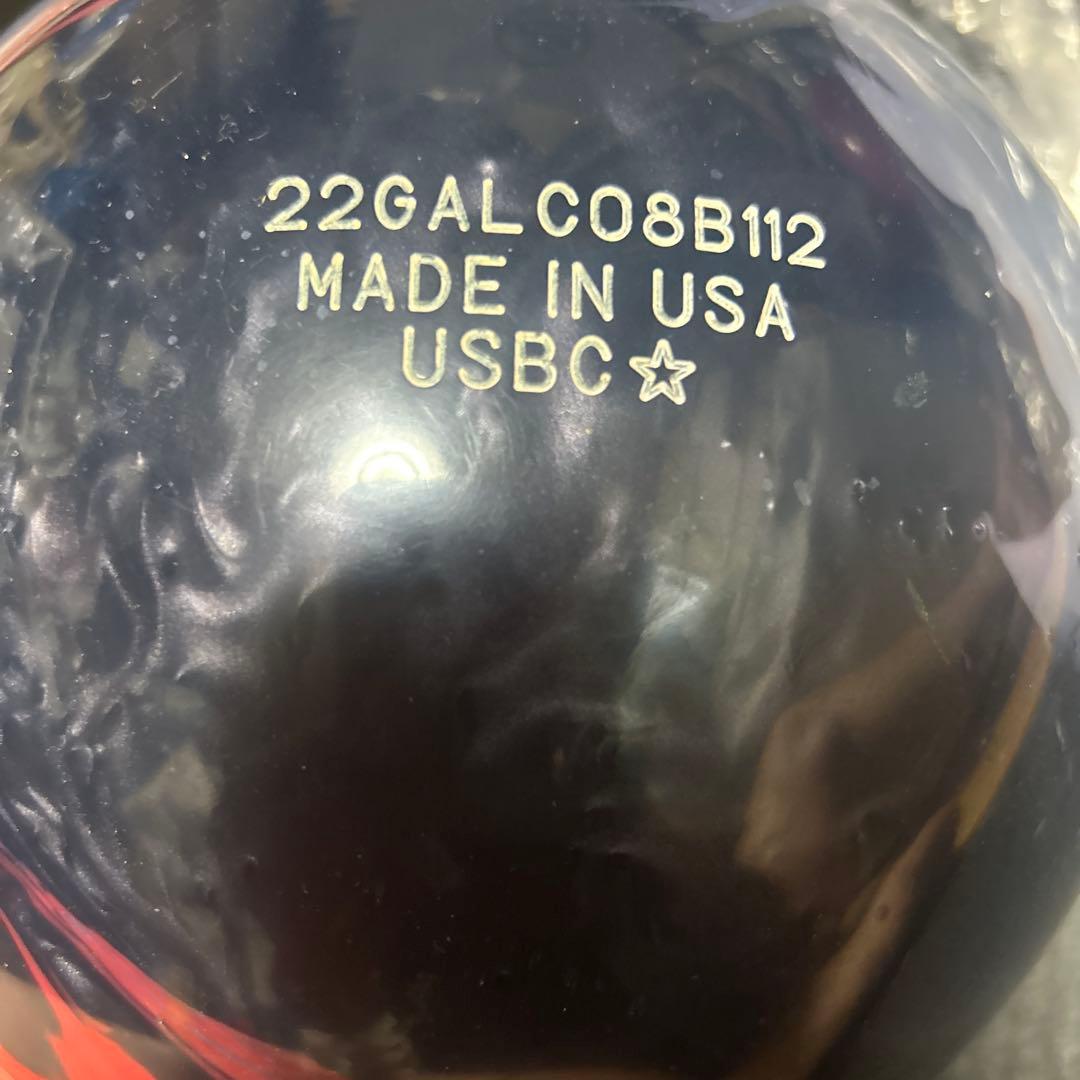 22GALC08B112
MADE IN USA
USBC☆